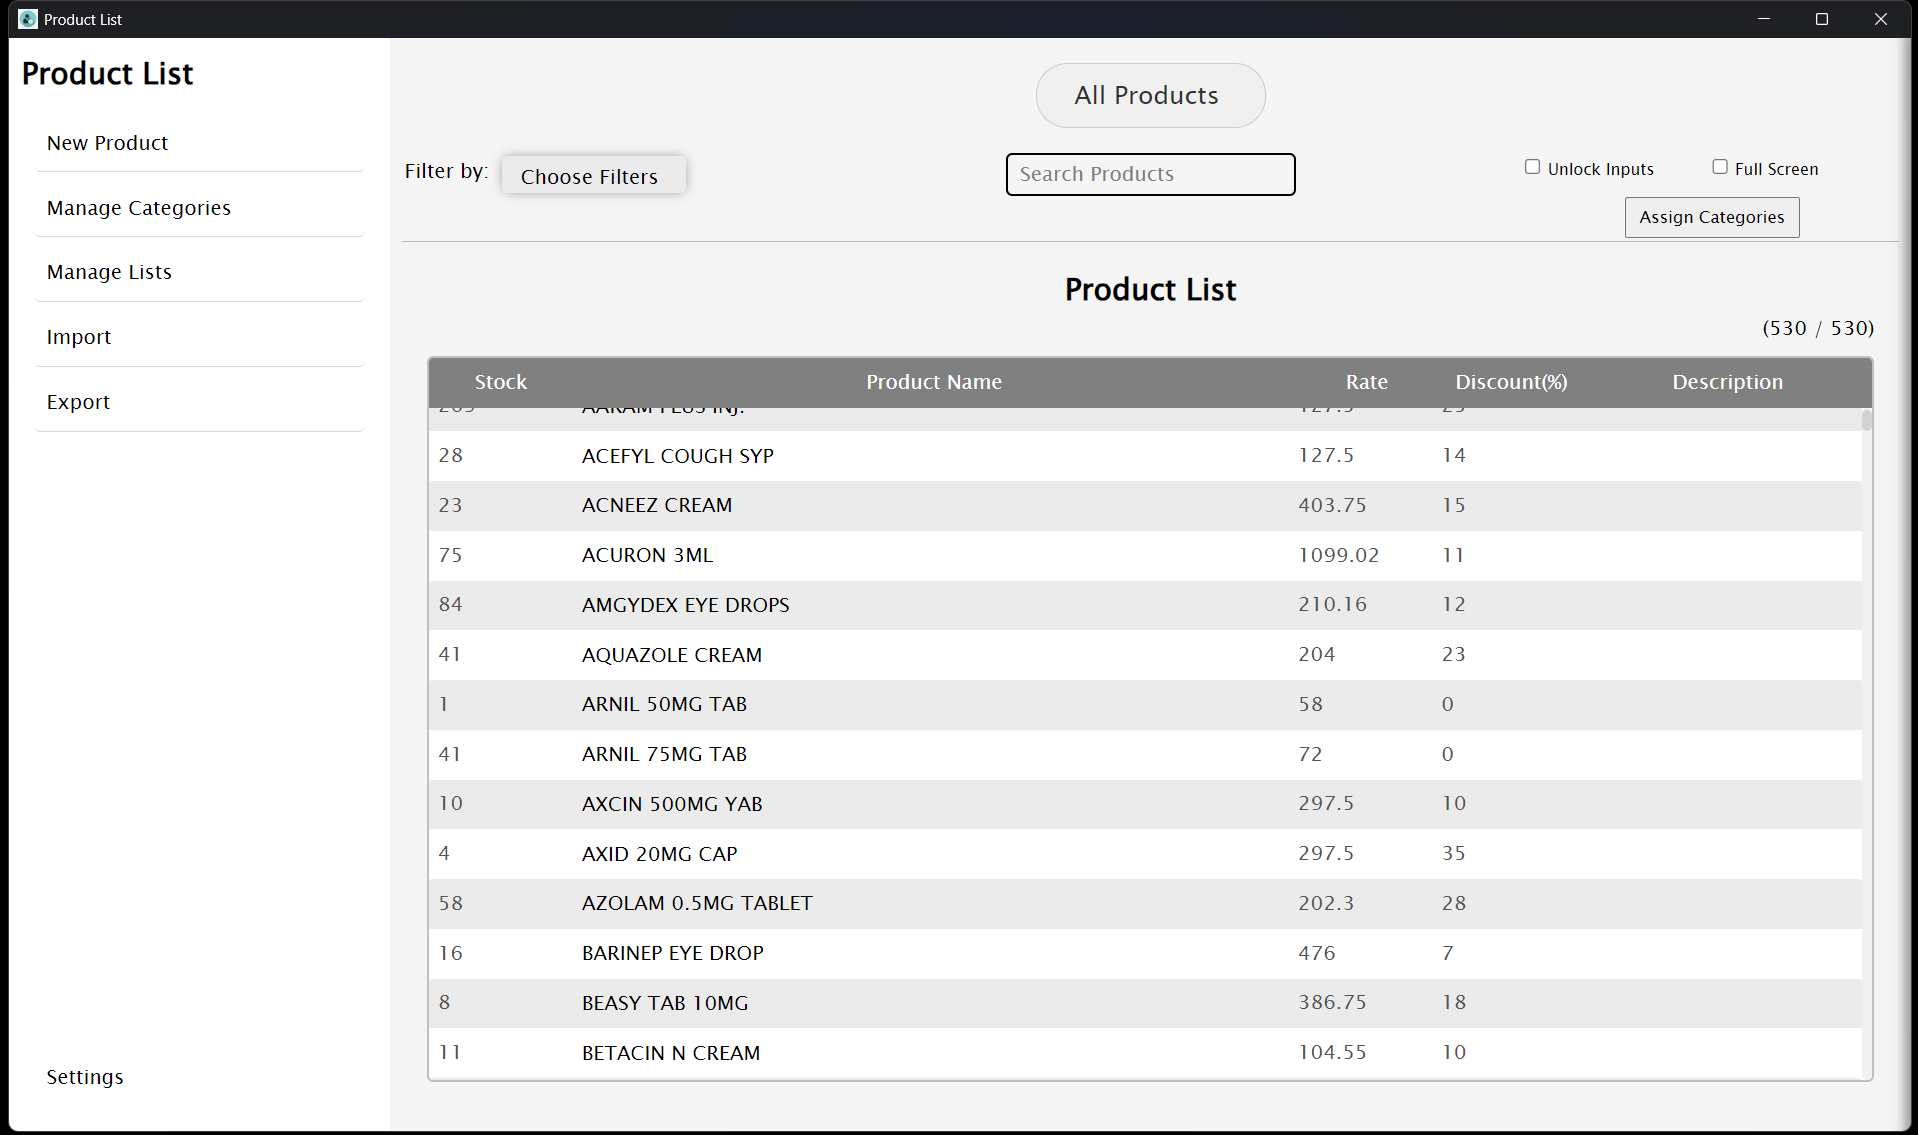 Product List
Product List
New Product
Manage Categories
Manage Lists
Import
Export
Settings
All Products
Filter by: Choose Filters
Search Products
Unlock Inputs Full Screen
Assign Categories
Product List
(530 / 530)
Stock Product Name Rate Discount(%) Description
AARAM PLUS INJ. 127.5
28 ACEFYL COUGH SYP 127.5 14
23 ACNEEZ CREAM 403.75 15
75 ACURON 3ML 1099.02 11
84 AMGYDEX EYE DROPS 210.16 12
41 AQUAZOLE CREAM 204 23
1 ARNIL 50MG TAB 58 0
41 ARNIL 75MG TAB 72 0
10 AXCIN 500MG YAB 297.5 10
4 AXID 20MG CAP 297.5 35
58 AZOLAM 0.5MG TABLET 202.3 28
16 BARINEP EYE DROP 476 7
8 BEASY TAB 10MG 386.75 18
11 BETACIN N CREAM 104.55 10